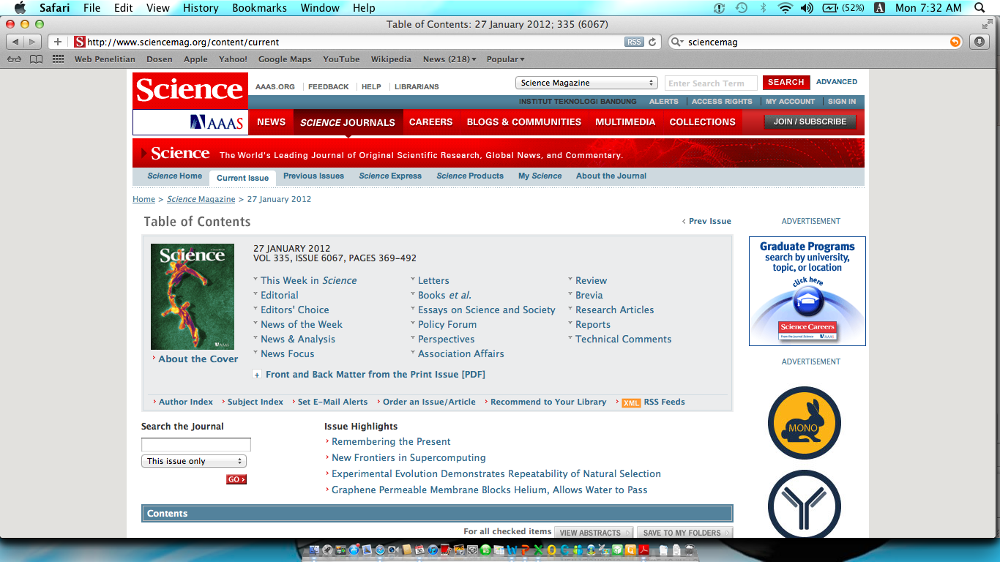 Safari File Edit View History Bookmarks Window Help (52%) A Mon 7:32 AM
Table of Contents: 27 January 2012; 335 (6067)
S http://www.sciencemag.org/content/current RSS sciencemag
Web Penelitian Dosen Apple Yahoo! Google Maps YouTube Wikipedia News (218) Popular
Science AAAS.ORG FEEDBACK HELP LIBRARIANS Science Magazine Enter Search Term SEARCH ADVANCED
INSTITUT TEKNOLOGI BANDUNG ALERTS ACCESS RIGHTS MY ACCOUNT SIGN IN
AAAS NEWS SCIENCE JOURNALS CAREERS BLOGS & COMMUNITIES MULTIMEDIA COLLECTIONS JOIN / SUBSCRIBE
Science The World's Leading Journal of Original Scientific Research, Global News, and Commentary.
Science Home Current Issue Previous Issues Science Express Science Products My Science About the Journal
Home > Science Magazine > 27 January 2012
Table of Contents
‹ Prev Issue
Science
AAAS
About the Cover
27 JANUARY 2012
VOL 335, ISSUE 6067, PAGES 369-492
This Week in Science
Editorial
Editors' Choice
News of the Week
News & Analysis
News Focus
Letters
Books et al.
Essays on Science and Society
Policy Forum
Perspectives
Association Affairs
Review
Brevia
Research Articles
Reports
Technical Comments
+ Front and Back Matter from the Print Issue [PDF]
Author Index Subject Index Set E-Mail Alerts Order an Issue/Article Recommend to Your Library XML RSS Feeds
Search the Journal
This issue only
GO ›
Issue Highlights
Remembering the Present
New Frontiers in Supercomputing
Experimental Evolution Demonstrates Repeatability of Natural Selection
Graphene Permeable Membrane Blocks Helium, Allows Water to Pass
Contents
For all checked items VIEW ABSTRACTS SAVE TO MY FOLDERS
ADVERTISEMENT
Graduate Programs
search by university,
topic, or location
click here
Science Careers
From the journal Science AAAS
ADVERTISEMENT
MONO